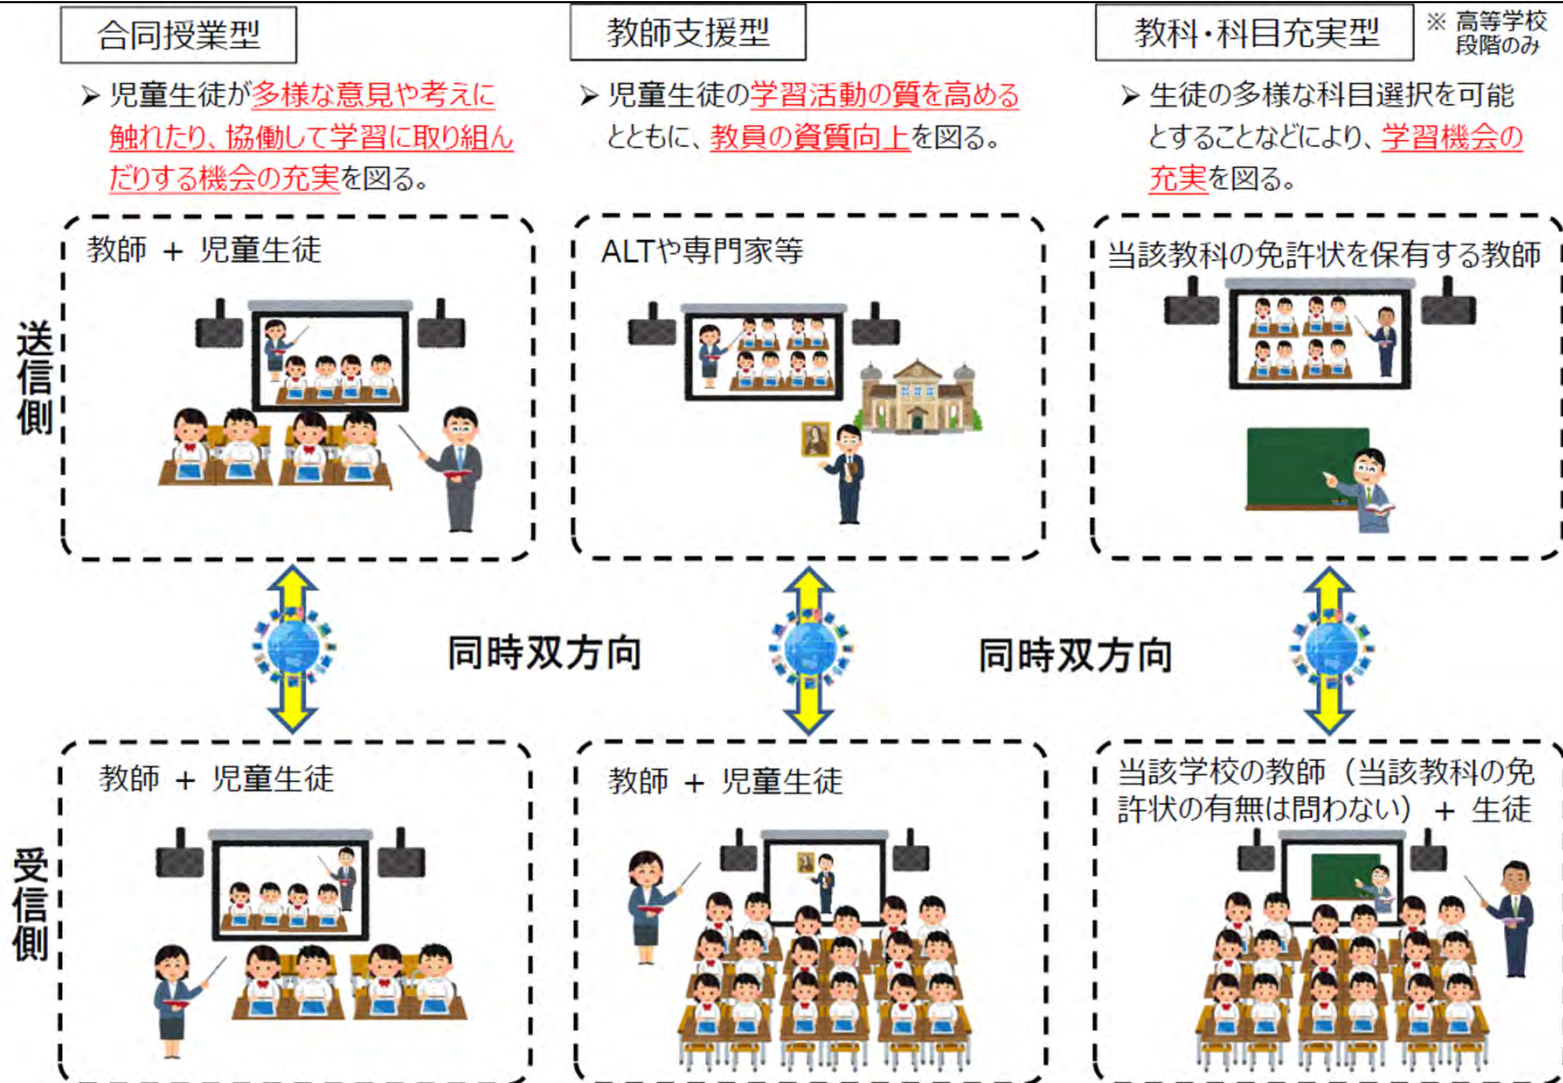 合同授業型
➢ 児童生徒が多様な意見や考えに
触れたり、協働して学習に取り組ん
だりする機会の充実を図る。
教師支援型
➢ 児童生徒の学習活動の質を高める
とともに、教員の資質向上を図る。
教科・科目充実型
※ 高等学校
段階のみ
➢ 生徒の多様な科目選択を可能
とすることなどにより、学習機会の
充実を図る。
送信側
教師 + 児童生徒
ALTや専門家等
当該教科の免許状を保有する教師
同時双方向
同時双方向
受信側
教師 + 児童生徒
教師 + 児童生徒
当該学校の教師（当該教科の免
許状の有無は問わない）+ 生徒